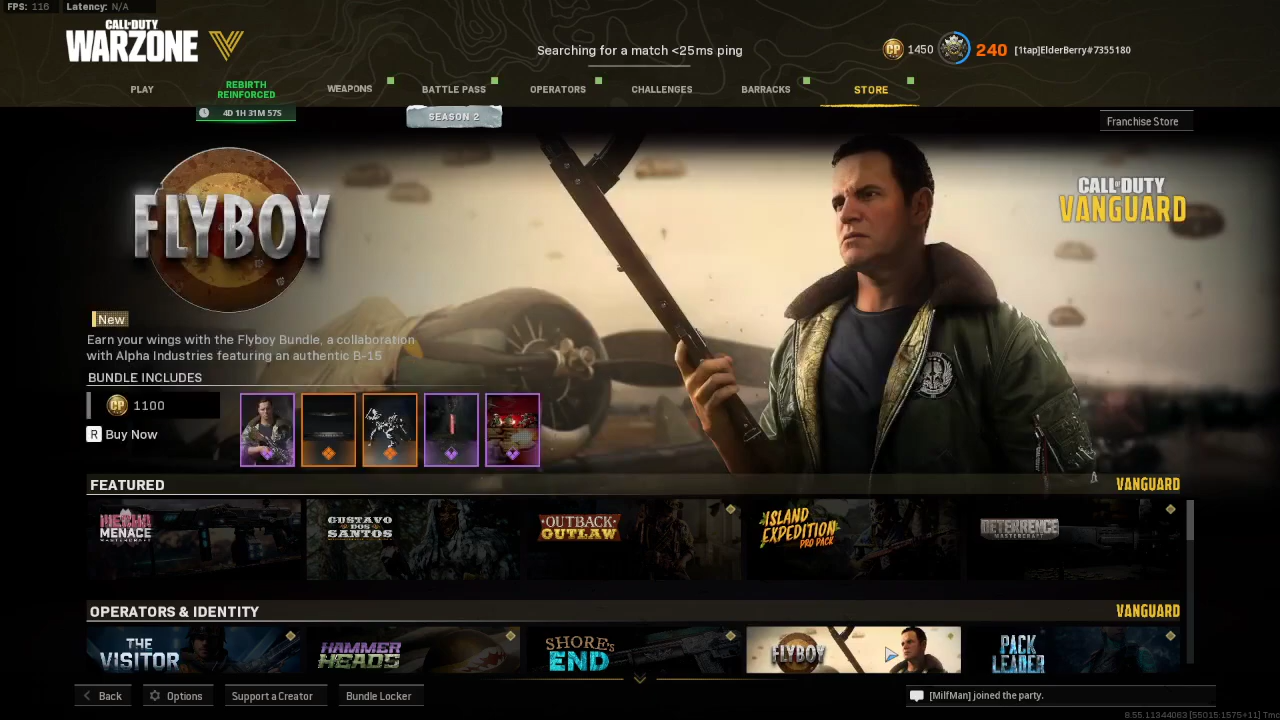 FPS: 116 Latency: N/A
CALL OF DUTY
WARZONE
Searching for a match <25ms ping
CP 1450 240 [1tap]ElderBerry#7355180
PLAY
REBIRTH
REINFORCED
WEAPONS
BATTLE PASS
OPERATORS
CHALLENGES
BARRACKS
STORE
4D 1H 31M 57S
SEASON 2
Franchise Store
FLYBOY
CALL OF DUTY
VANGUARD
New
Earn your wings with the Flyboy Bundle, a collaboration
with Alpha Industries featuring an authentic B-15
BUNDLE INCLUDES
CP 1100
R Buy Now
FEATURED VANGUARD
MECHA
MENACE
MASTERCRAFT
GUSTAVO
DOS
SANTOS
OUTBACK
OUTLAW
ISLAND
EXPEDITION
PRO PACK
DETERRENCE
MASTERCRAFT
OPERATORS & IDENTITY VANGUARD
THE
VISITOR
HAMMER
HEADS
SHORE'S
END
FLYBOY
PACK
LEADER
Back
Options
Support a Creator
Bundle Locker
[MilfMan] joined the party.